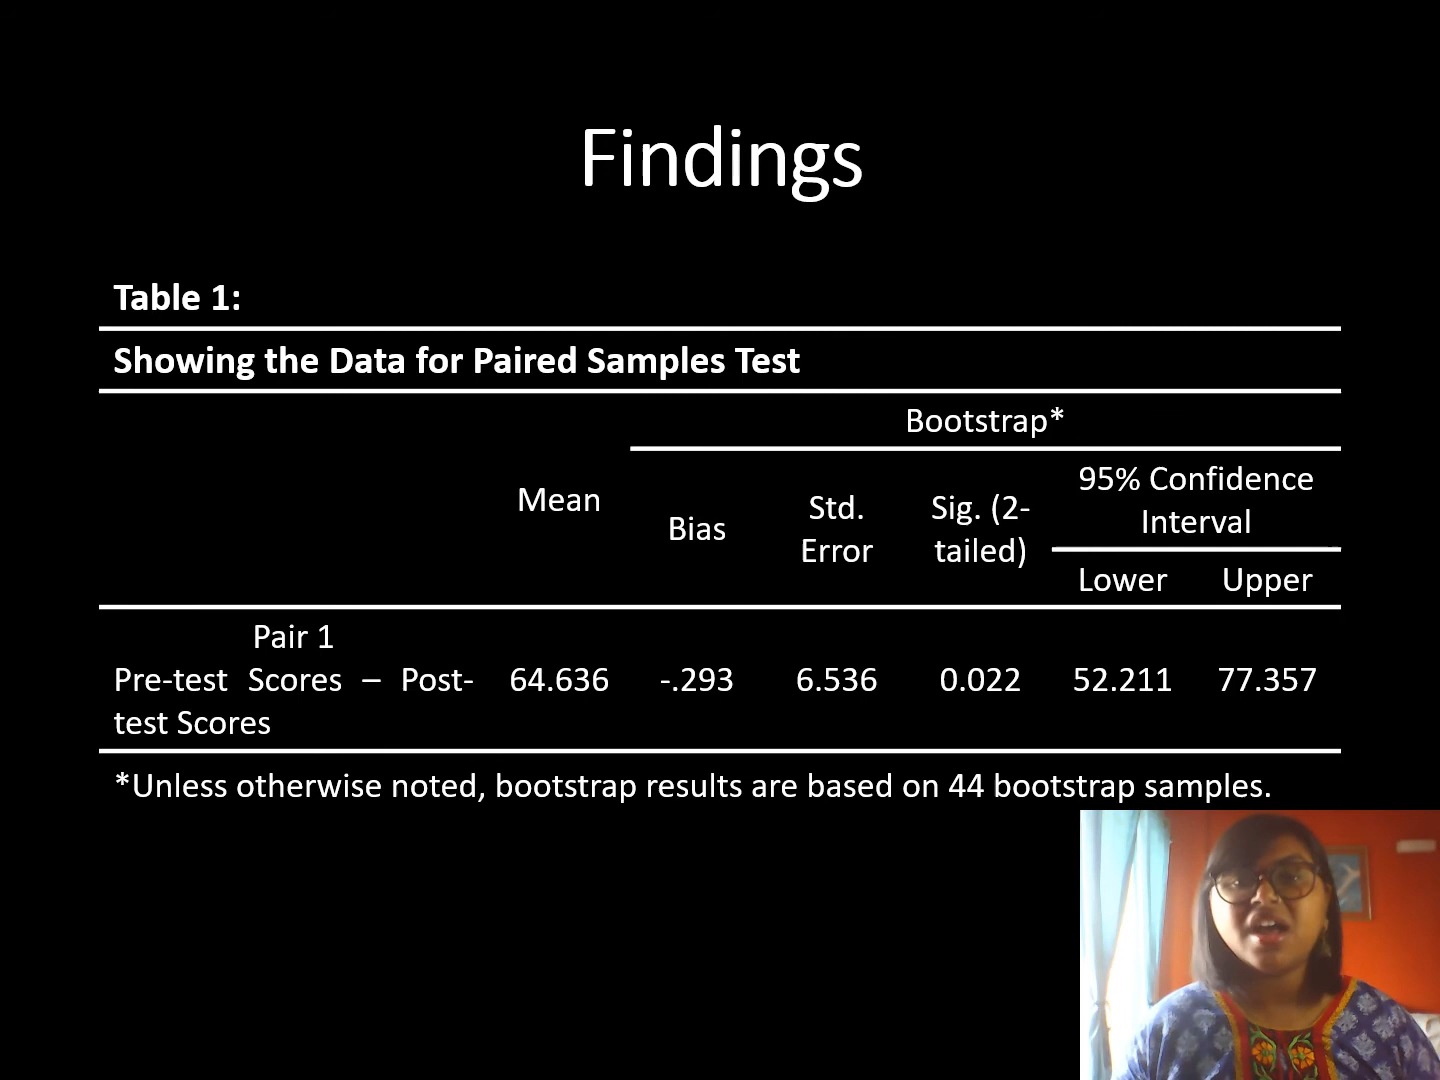 Findings
Table 1:
Showing the Data for Paired Samples Test
Bootstrap*
Mean
Bias
Std.
Error
Sig. (2-
tailed)
95% Confidence
Interval
Lower Upper
Pair 1
Pre-test Scores – Post-
test Scores
64.636 -.293 6.536 0.022 52.211 77.357
*Unless otherwise noted, bootstrap results are based on 44 bootstrap samples.